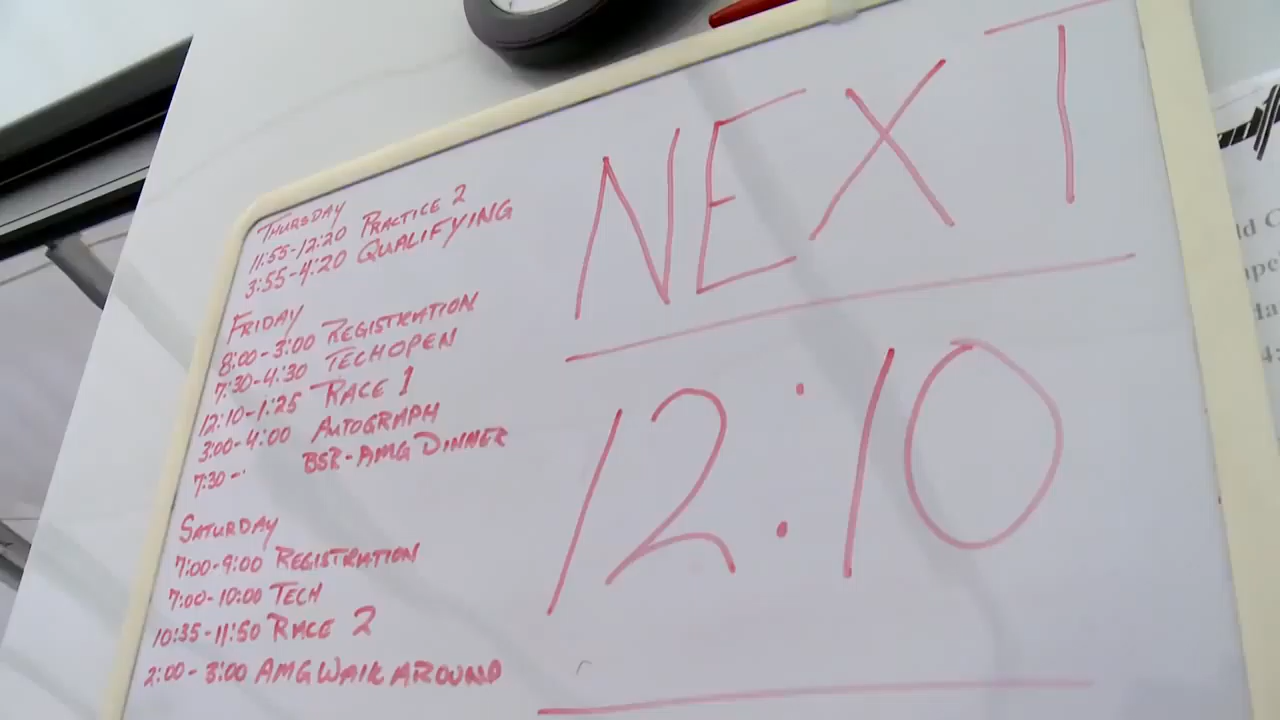 THURSDAY
11:55-12:20 PRACTICE 2
3:55-4:20 QUALIFYING
FRIDAY
8:00-3:00 REGISTRATION
7:30-4:30 TECH OPEN
12:10-1:25 RACE 1
3:00-4:00 AUTOGRAPH
7:30- BSR-AMG DINNER
SATURDAY
7:00-9:00 REGISTRATION
7:00-10:00 TECH
10:35-11:50 RACE 2
2:00-3:00 AMG WALK AROUND
NEXT
12:10